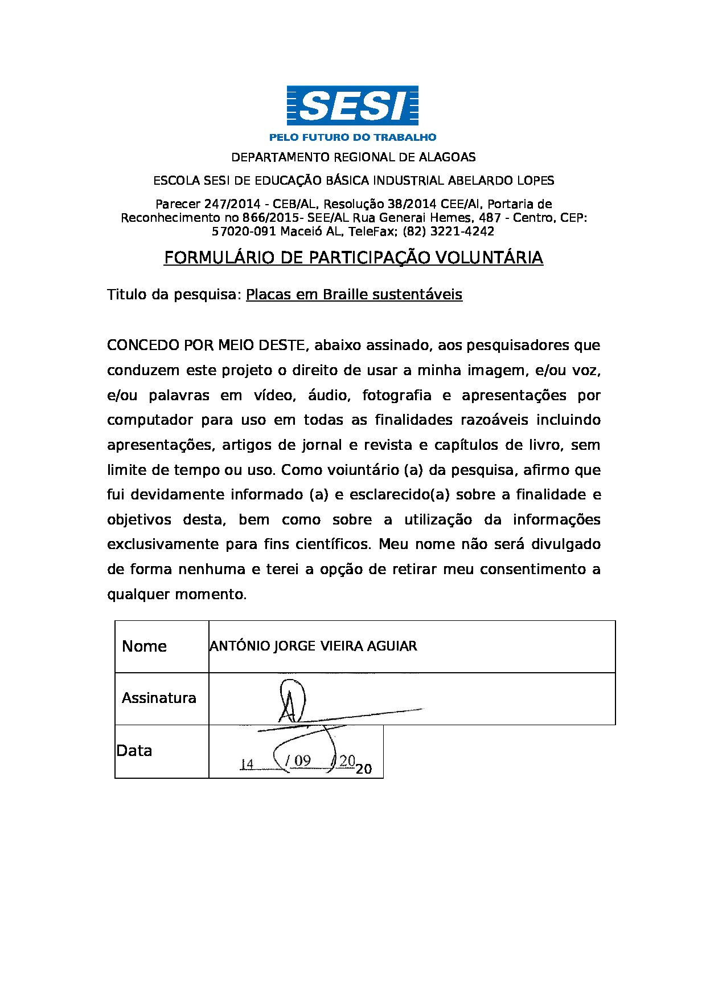 SESI
PELO FUTURO DO TRABALHO
DEPARTAMENTO REGIONAL DE ALAGOAS
ESCOLA SESI DE EDUCAÇÃO BÁSICA INDUSTRIAL ABELARDO LOPES
Parecer 247/2014 - CEB/AL, Resolução 38/2014 CEE/AI, Portaria de
Reconhecimento no 866/2015- SEE/AL Rua Generai Hemes, 487 - Centro, CEP:
57020-091 Maceió AL, TeleFax; (82) 3221-4242
FORMULÁRIO DE PARTICIPAÇÃO VOLUNTÁRIA
Titulo da pesquisa: Placas em Braille sustentáveis
CONCEDO POR MEIO DESTE, abaixo assinado, aos pesquisadores que
conduzem este projeto o direito de usar a minha imagem, e/ou voz,
e/ou palavras em vídeo, áudio, fotografia e apresentações por
computador para uso em todas as finalidades razoáveis incluindo
apresentações, artigos de jornal e revista e capítulos de livro, sem
limite de tempo ou uso. Como voiuntário (a) da pesquisa, afirmo que
fui devidamente informado (a) e esclarecido(a) sobre a finalidade e
objetivos desta, bem como sobre a utilização da informações
exclusivamente para fins científicos. Meu nome não será divulgado
de forma nenhuma e terei a opção de retirar meu consentimento a
qualquer momento.
Nome ANTÓNIO JORGE VIEIRA AGUIAR
Assinatura
Data 14 / 09 / 2020